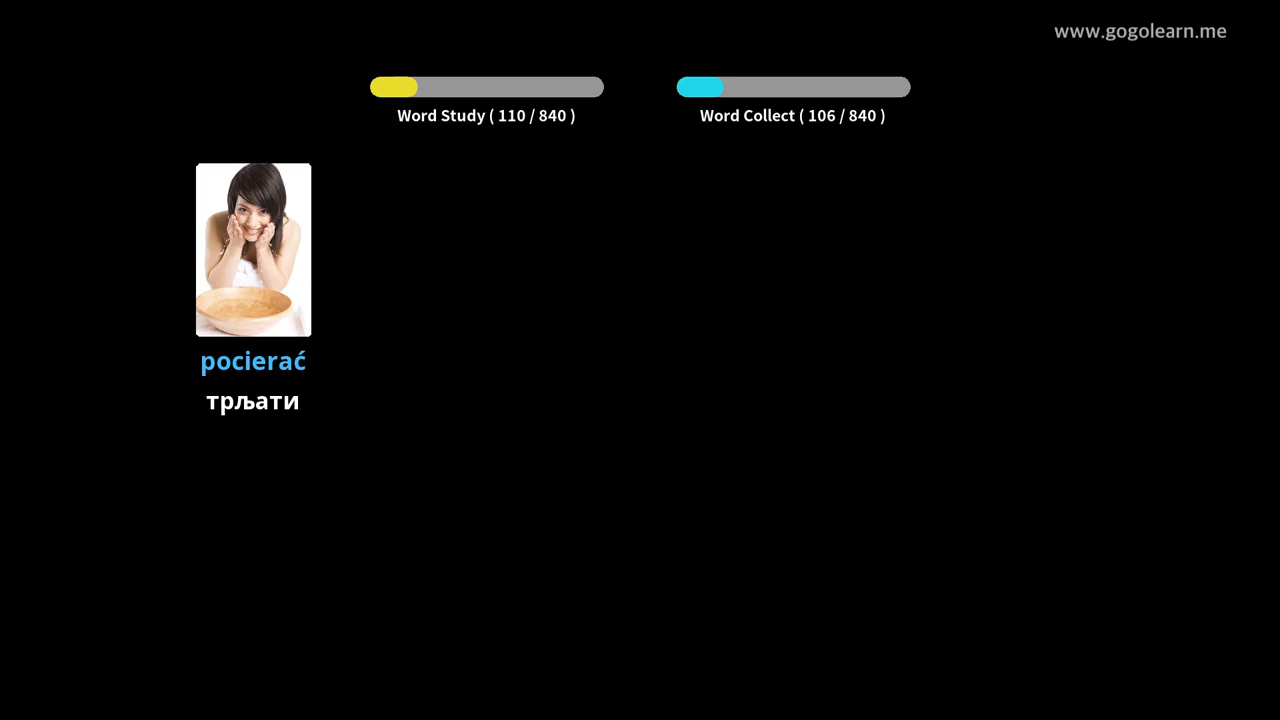 www.gogolearn.me
Word Study ( 110 / 840 )
Word Collect ( 106 / 840 )
pocierać
трљати